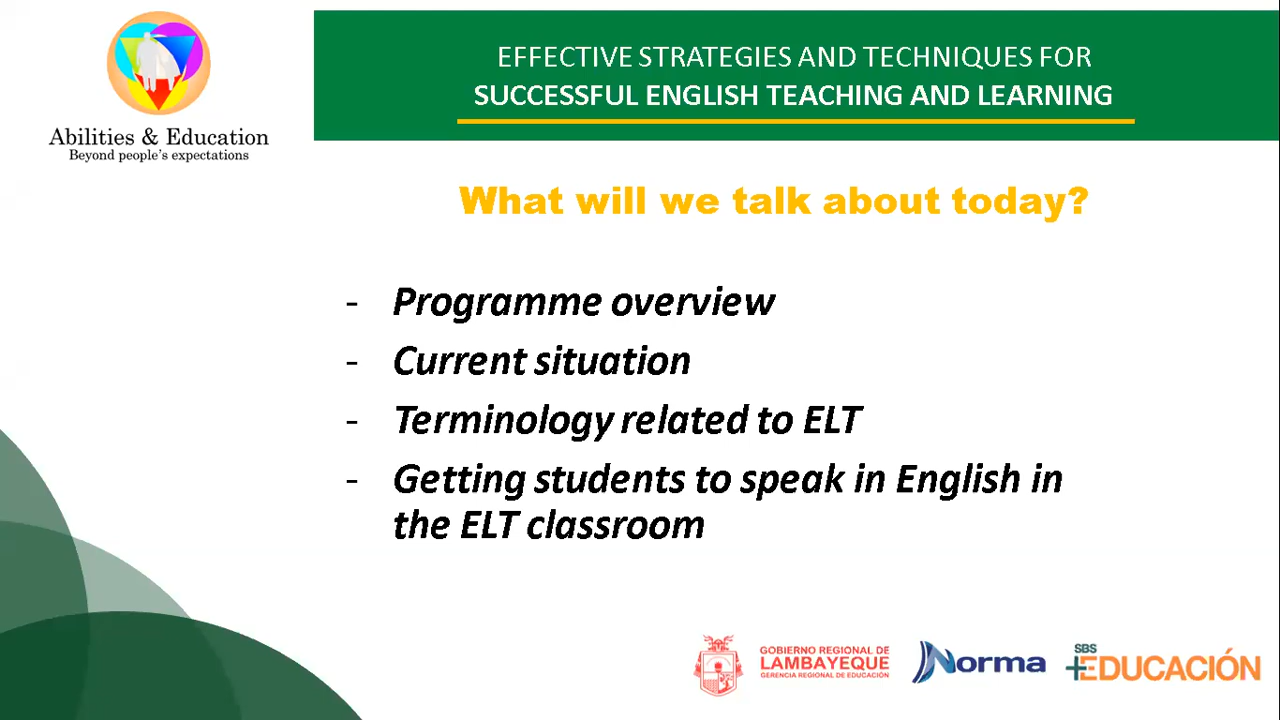 Abilities & Education
Beyond people's expectations
EFFECTIVE STRATEGIES AND TECHNIQUES FOR
SUCCESSFUL ENGLISH TEACHING AND LEARNING
What will we talk about today?
- Programme overview
- Current situation
- Terminology related to ELT
- Getting students to speak in English in
the ELT classroom
GOBIERNO REGIONAL DE
LAMBAYEQUE
GERENCIA REGIONAL DE EDUCACIÓN
Norma
SBS
+EDUCACIÓN